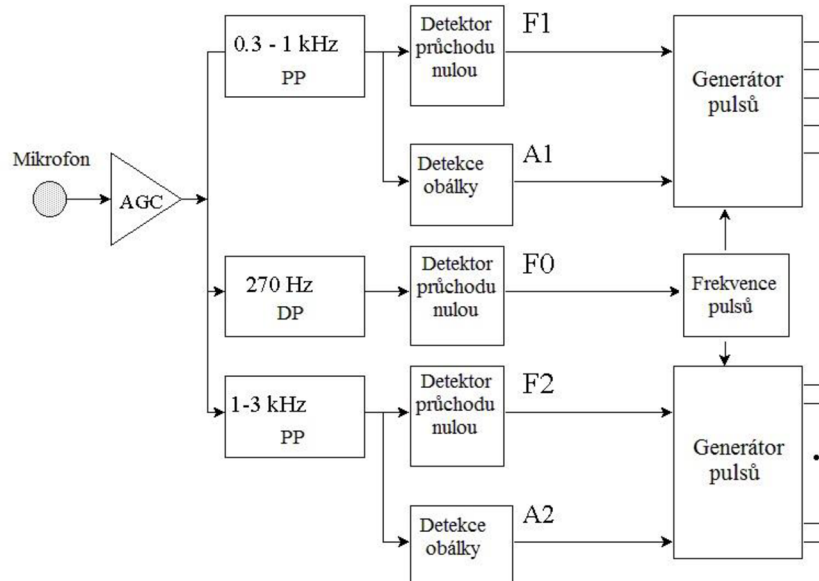 0.3 - 1 kHz
PP
Detektor
průchodu
nulou
F1
Generátor
pulsů
Mikrofon
AGC
Detekce
obálky
A1
270 Hz
DP
Detektor
průchodu
nulou
F0
Frekvence
pulsů
1-3 kHz
PP
Detektor
průchodu
nulou
F2
Generátor
pulsů
Detekce
obálky
A2